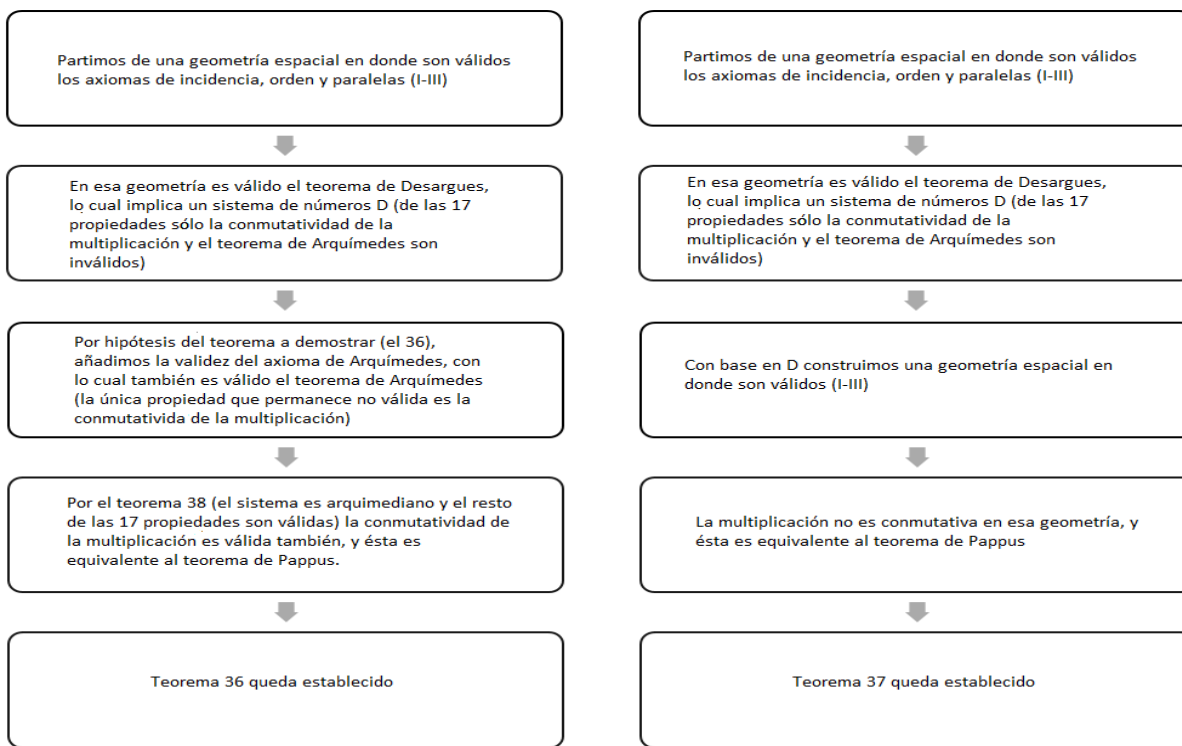 Partimos de una geometría espacial en donde son válidos
los axiomas de incidencia, orden y paralelas (I-III)
En esa geometría es válido el teorema de Desargues,
lo cual implica un sistema de números D (de las 17
propiedades sólo la conmutatividad de la
multiplicación y el teorema de Arquímedes son
inválidos)
Por hipótesis del teorema a demostrar (el 36),
añadimos la validez del axioma de Arquímedes, con
lo cual también es válido el teorema de Arquímedes
(la única propiedad que permanece no válida es la
conmutativida de la multiplicación)
Por el teorema 38 (el sistema es arquimediano y el resto
de las 17 propiedades son válidas) la conmutatividad de
la multiplicación es válida también, y ésta es
equivalente al teorema de Pappus.
Teorema 36 queda establecido
Partimos de una geometría espacial en donde son válidos
los axiomas de incidencia, orden y paralelas (I-III)
En esa geometría es válido el teorema de Desargues,
lo cual implica un sistema de números D (de las 17
propiedades sólo la conmutatividad de la
multiplicación y el teorema de Arquímedes son
inválidos)
Con base en D construimos una geometría espacial en
donde son válidos (I-III)
La multiplicación no es conmutativa en esa geometría, y
ésta es equivalente al teorema de Pappus
Teorema 37 queda establecido